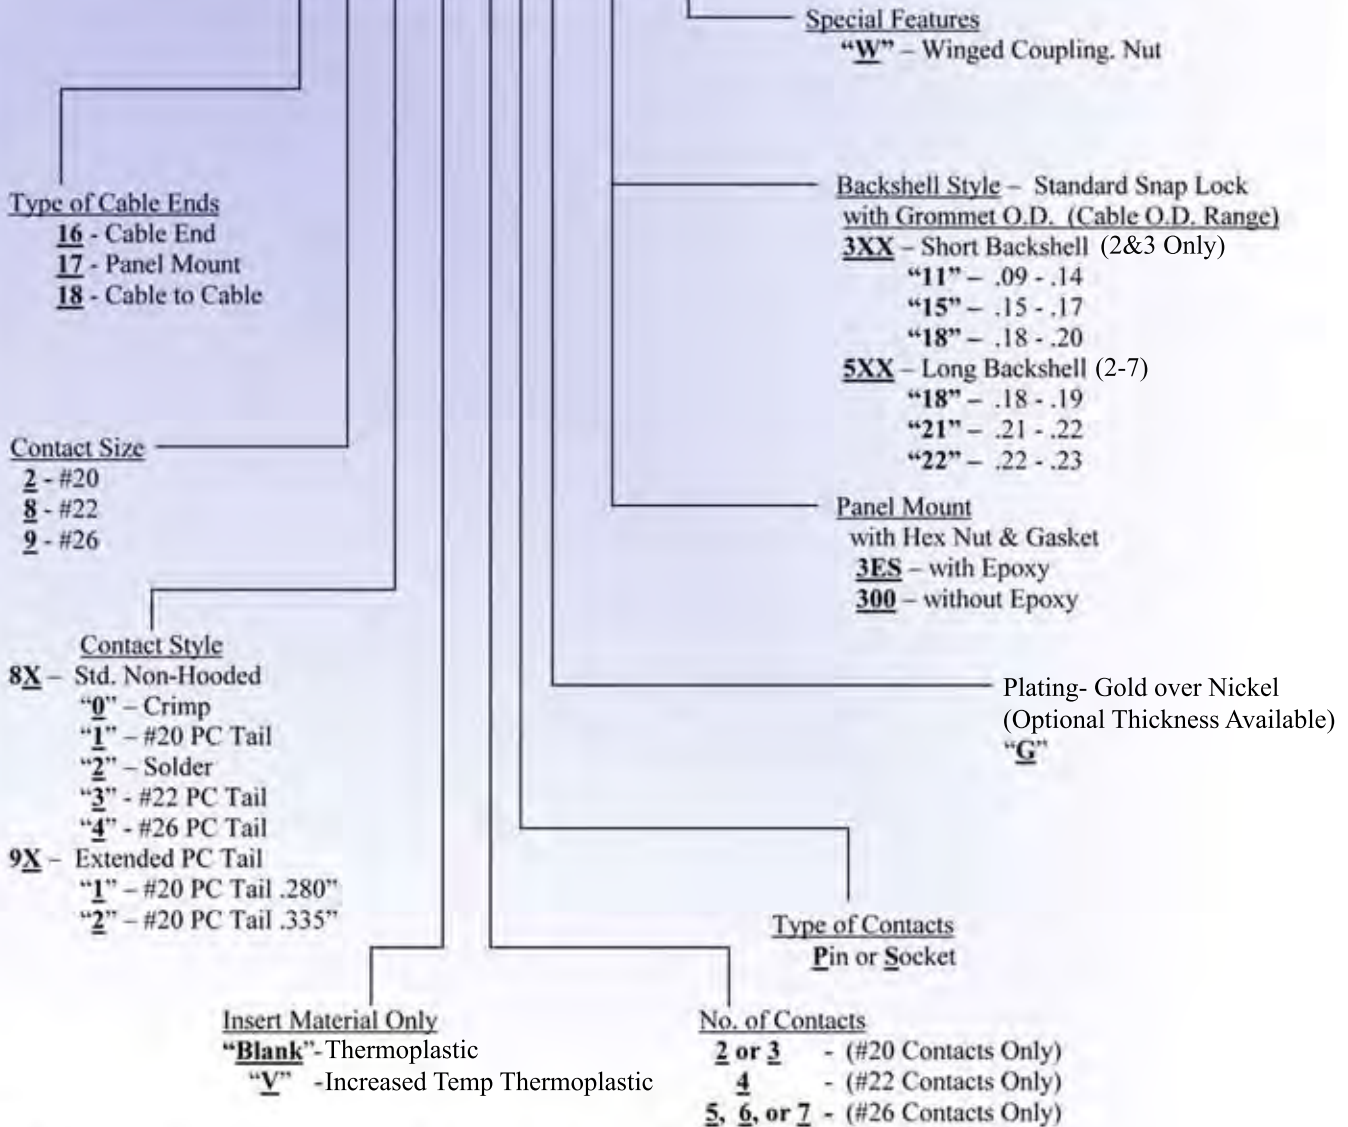 Special Features
“W” – Winged Coupling. Nut
Type of Cable Ends
16 - Cable End
17 - Panel Mount
18 - Cable to Cable
Backshell Style – Standard Snap Lock
with Grommet O.D. (Cable O.D. Range)
3XX – Short Backshell (2&3 Only)
“11” – .09 - .14
“15” – .15 - .17
“18” – .18 - .20
5XX – Long Backshell (2-7)
“18” – .18 - .19
“21” – .21 - .22
“22” – .22 - .23
Contact Size
2 - #20
8 - #22
9 - #26
Panel Mount
with Hex Nut & Gasket
3ES – with Epoxy
300 – without Epoxy
Contact Style
8X – Std. Non-Hooded
“0” – Crimp
“1” – #20 PC Tail
“2” – Solder
“3” - #22 PC Tail
“4” - #26 PC Tail
9X – Extended PC Tail
“1” – #20 PC Tail .280”
“2” – #20 PC Tail .335”
Plating- Gold over Nickel
(Optional Thickness Available)
“G”
Type of Contacts
Pin or Socket
Insert Material Only
“Blank”-Thermoplastic
“V” -Increased Temp Thermoplastic
No. of Contacts
2 or 3 - (#20 Contacts Only)
4 - (#22 Contacts Only)
5, 6, or 7 - (#26 Contacts Only)